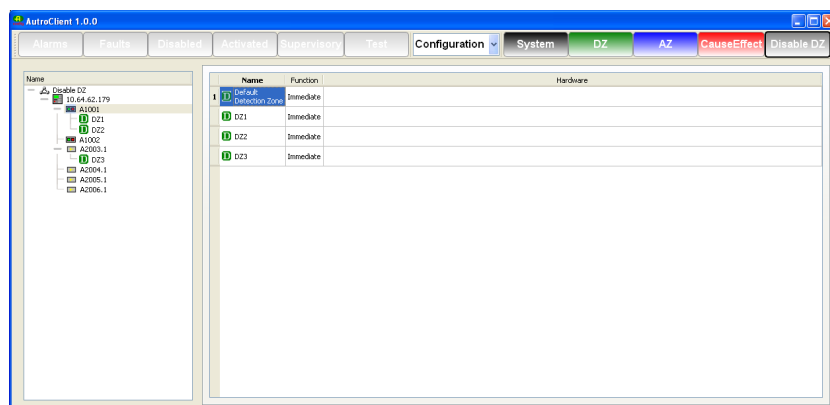 AutroClient 1.0.0
Alarms Faults Disabled Activated Supervisory Test Configuration System DZ AZ CauseEffect Disable DZ
Name
Disable DZ
10.64.62.179
A1001
DZ1
DZ2
A1002
A2003.1
DZ3
A2004.1
A2005.1
A2006.1
Name Function Hardware
1 D Default
Detection Zone Immediate
D DZ1 Immediate
D DZ2 Immediate
D DZ3 Immediate